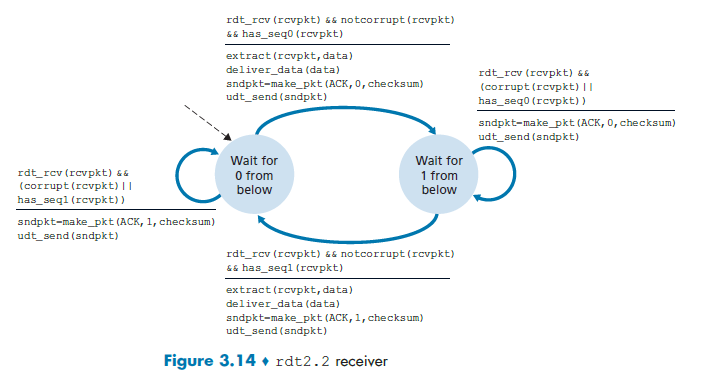 rdt_rcv(rcvpkt) && notcorrupt(rcvpkt)
&& has_seq0(rcvpkt)
extract(rcvpkt,data)
deliver_data(data)
sndpkt=make_pkt(ACK,0,checksum)
udt_send(sndpkt)
rdt_rcv(rcvpkt) &&
(corrupt(rcvpkt)||
has_seq0(rcvpkt))
sndpkt=make_pkt(ACK,0,checksum)
udt_send(sndpkt)
Wait for
0 from
below
Wait for
1 from
below
rdt_rcv(rcvpkt) &&
(corrupt(rcvpkt)||
has_seq1(rcvpkt))
sndpkt=make_pkt(ACK,1,checksum)
udt_send(sndpkt)
rdt_rcv(rcvpkt) && notcorrupt(rcvpkt)
&& has_seq1(rcvpkt)
extract(rcvpkt,data)
deliver_data(data)
sndpkt=make_pkt(ACK,1,checksum)
udt_send(sndpkt)
Figure 3.14 ♦ rdt2.2 receiver